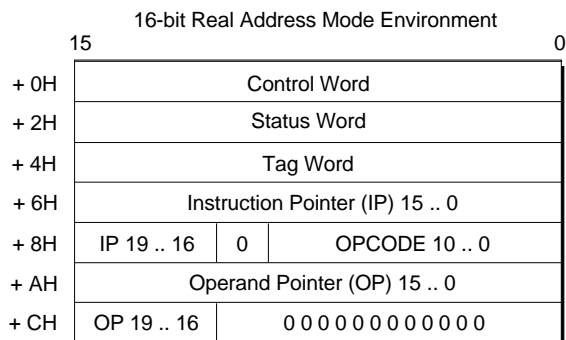 16-bit Real Address Mode Environment
15 0
+ 0H Control Word
+ 2H Status Word
+ 4H Tag Word
+ 6H Instruction Pointer (IP) 15 .. 0
+ 8H IP 19 .. 16 0 OPCODE 10 .. 0
+ AH Operand Pointer (OP) 15 .. 0
+ CH OP 19 .. 16 0 0 0 0 0 0 0 0 0 0 0 0